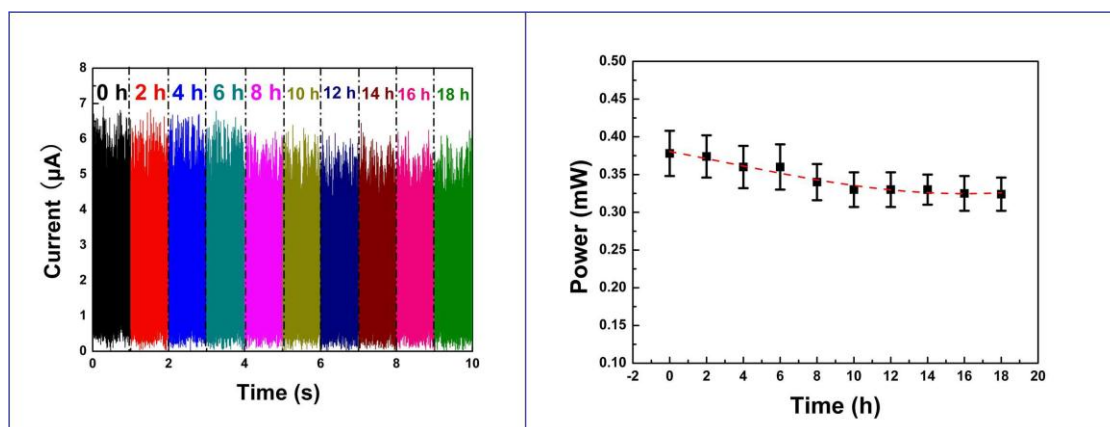 8
7
6
5
4
3
2
1
0
Current (μA)
0 h 2 h 4 h 6 h 8 h 10 h 12 h 14 h 16 h 18 h
0 2 4 6 8 10
Time (s)
0.50
0.45
0.40
0.35
0.30
0.25
0.20
0.15
0.10
Power (mW)
-2 0 2 4 6 8 10 12 14 16 18 20
Time (h)